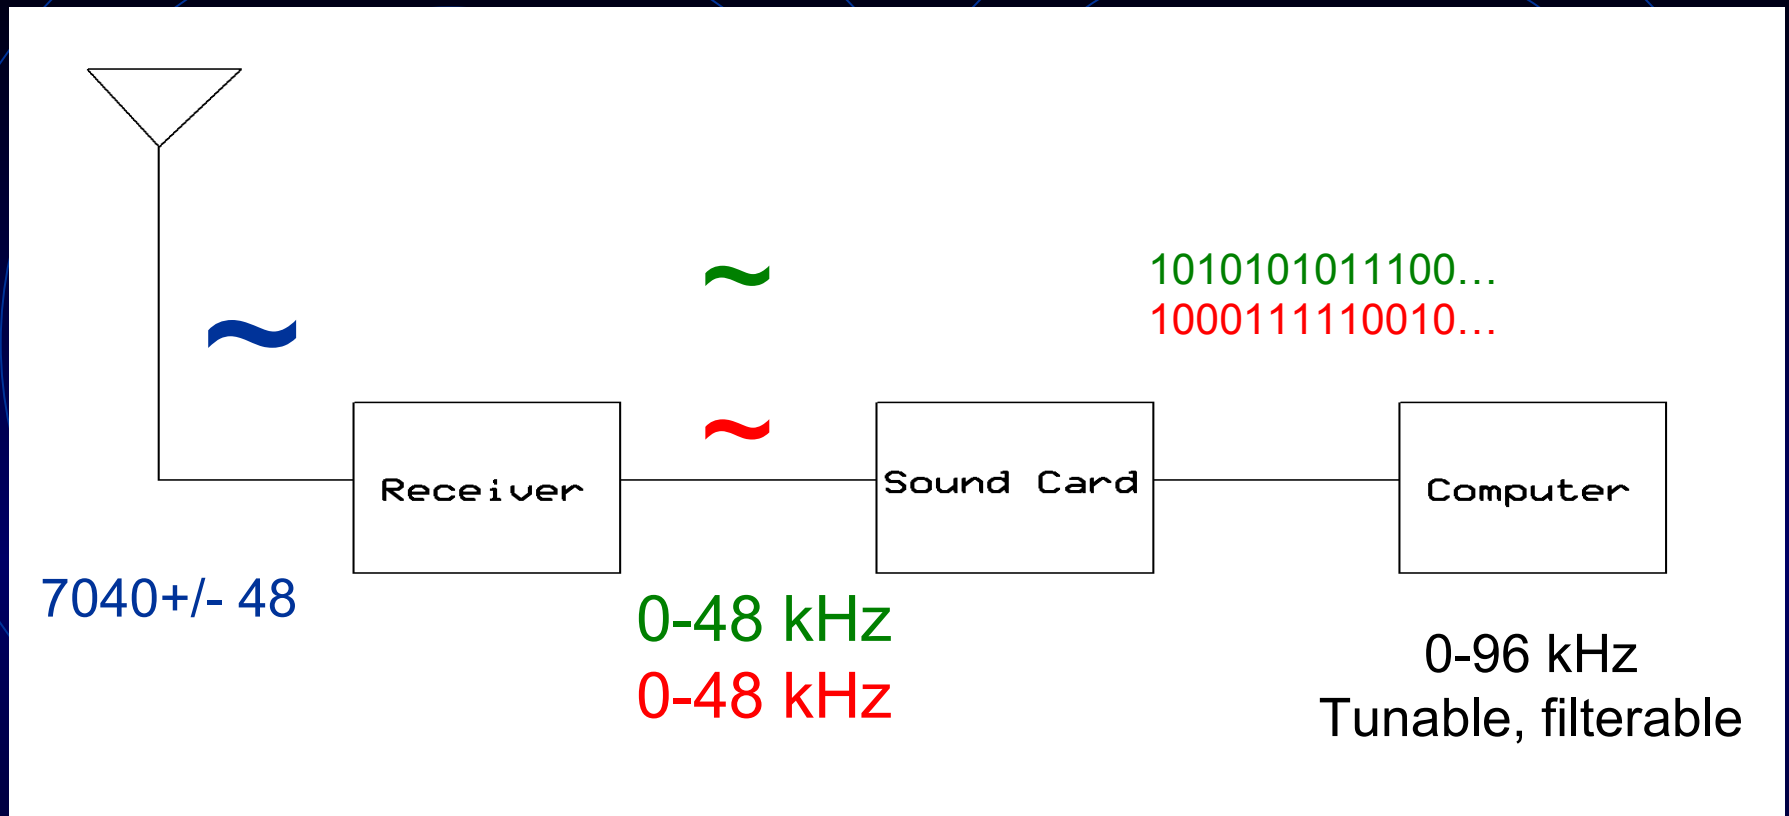 ~
~
1010101011100…
1000111110010…
~
Receiver
Sound Card
Computer
7040+/- 48
0-48 kHz
0-48 kHz
0-96 kHz
Tunable, filterable